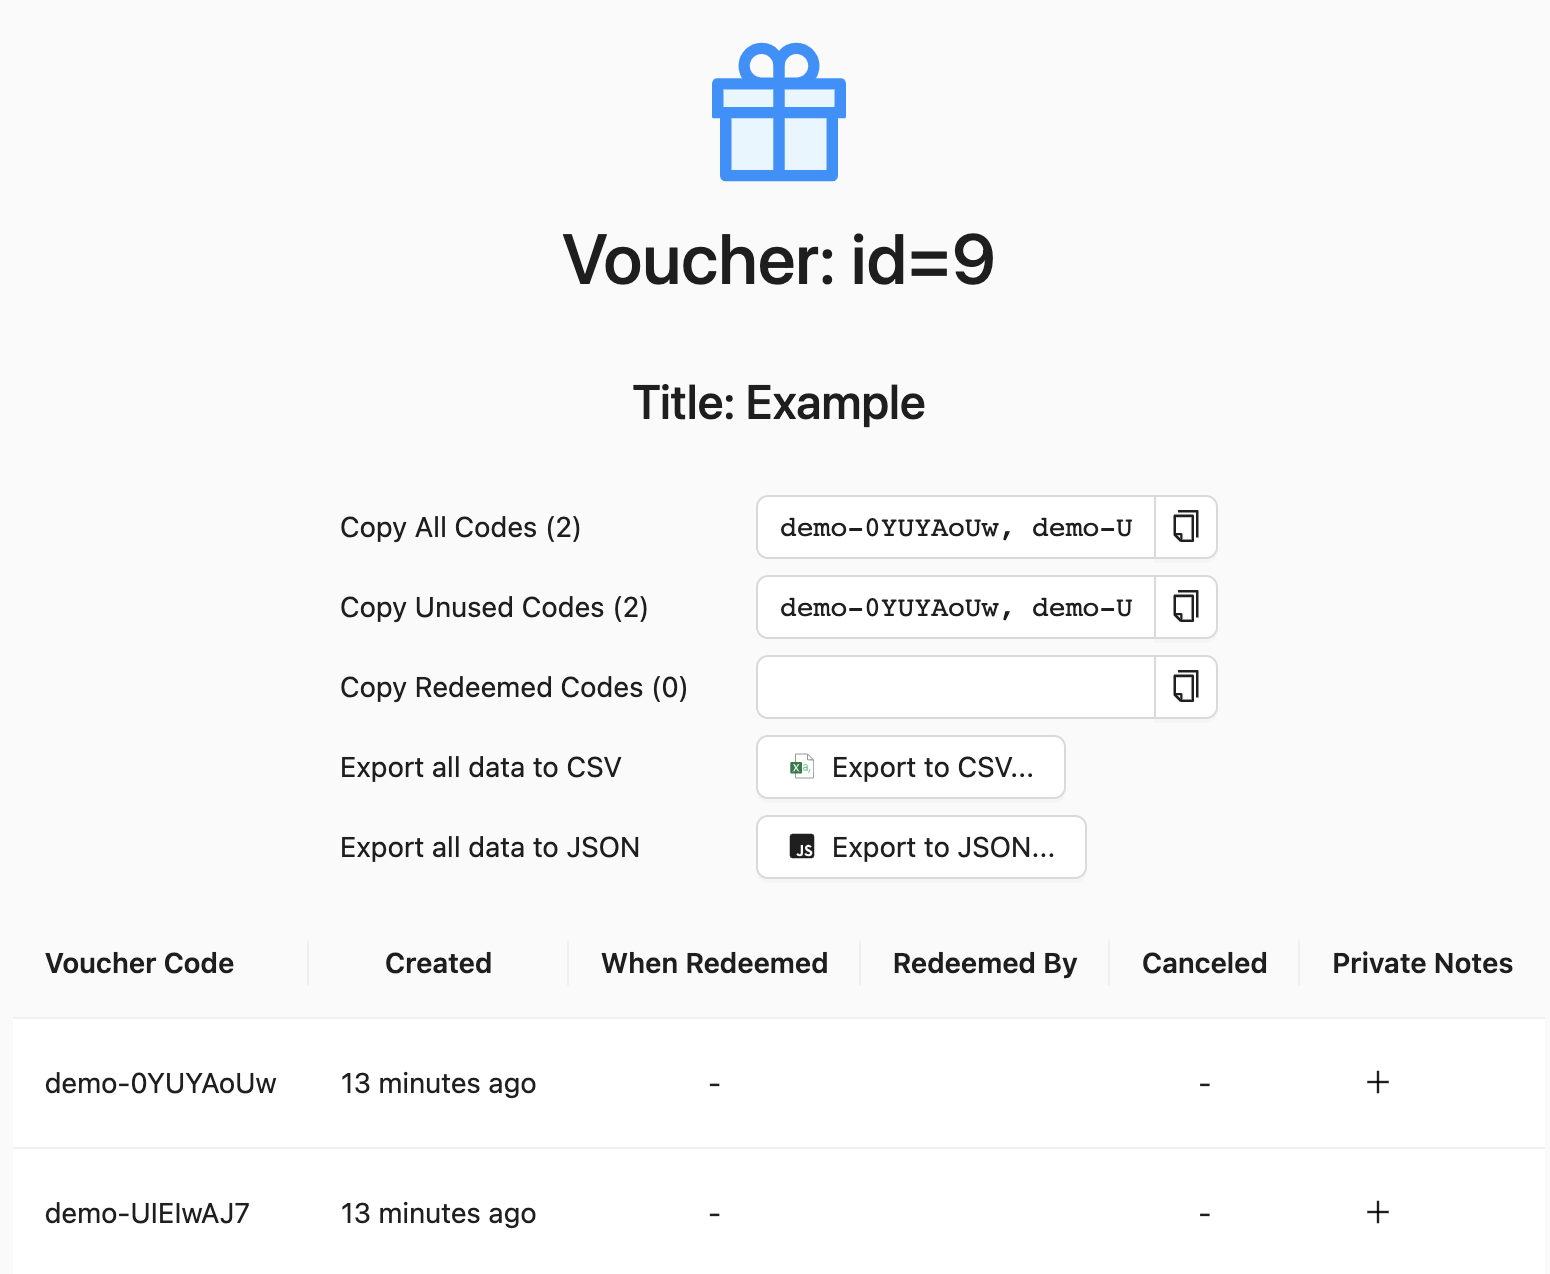 Voucher: id=9
Title: Example
Copy All Codes (2) demo-0YUYAoUw, demo-U
Copy Unused Codes (2) demo-0YUYAoUw, demo-U
Copy Redeemed Codes (0)
Export all data to CSV Export to CSV...
Export all data to JSON JS Export to JSON...
Voucher Code Created When Redeemed Redeemed By Canceled Private Notes
demo-0YUYAoUw 13 minutes ago - - +
demo-UIEIwAJ7 13 minutes ago - - +